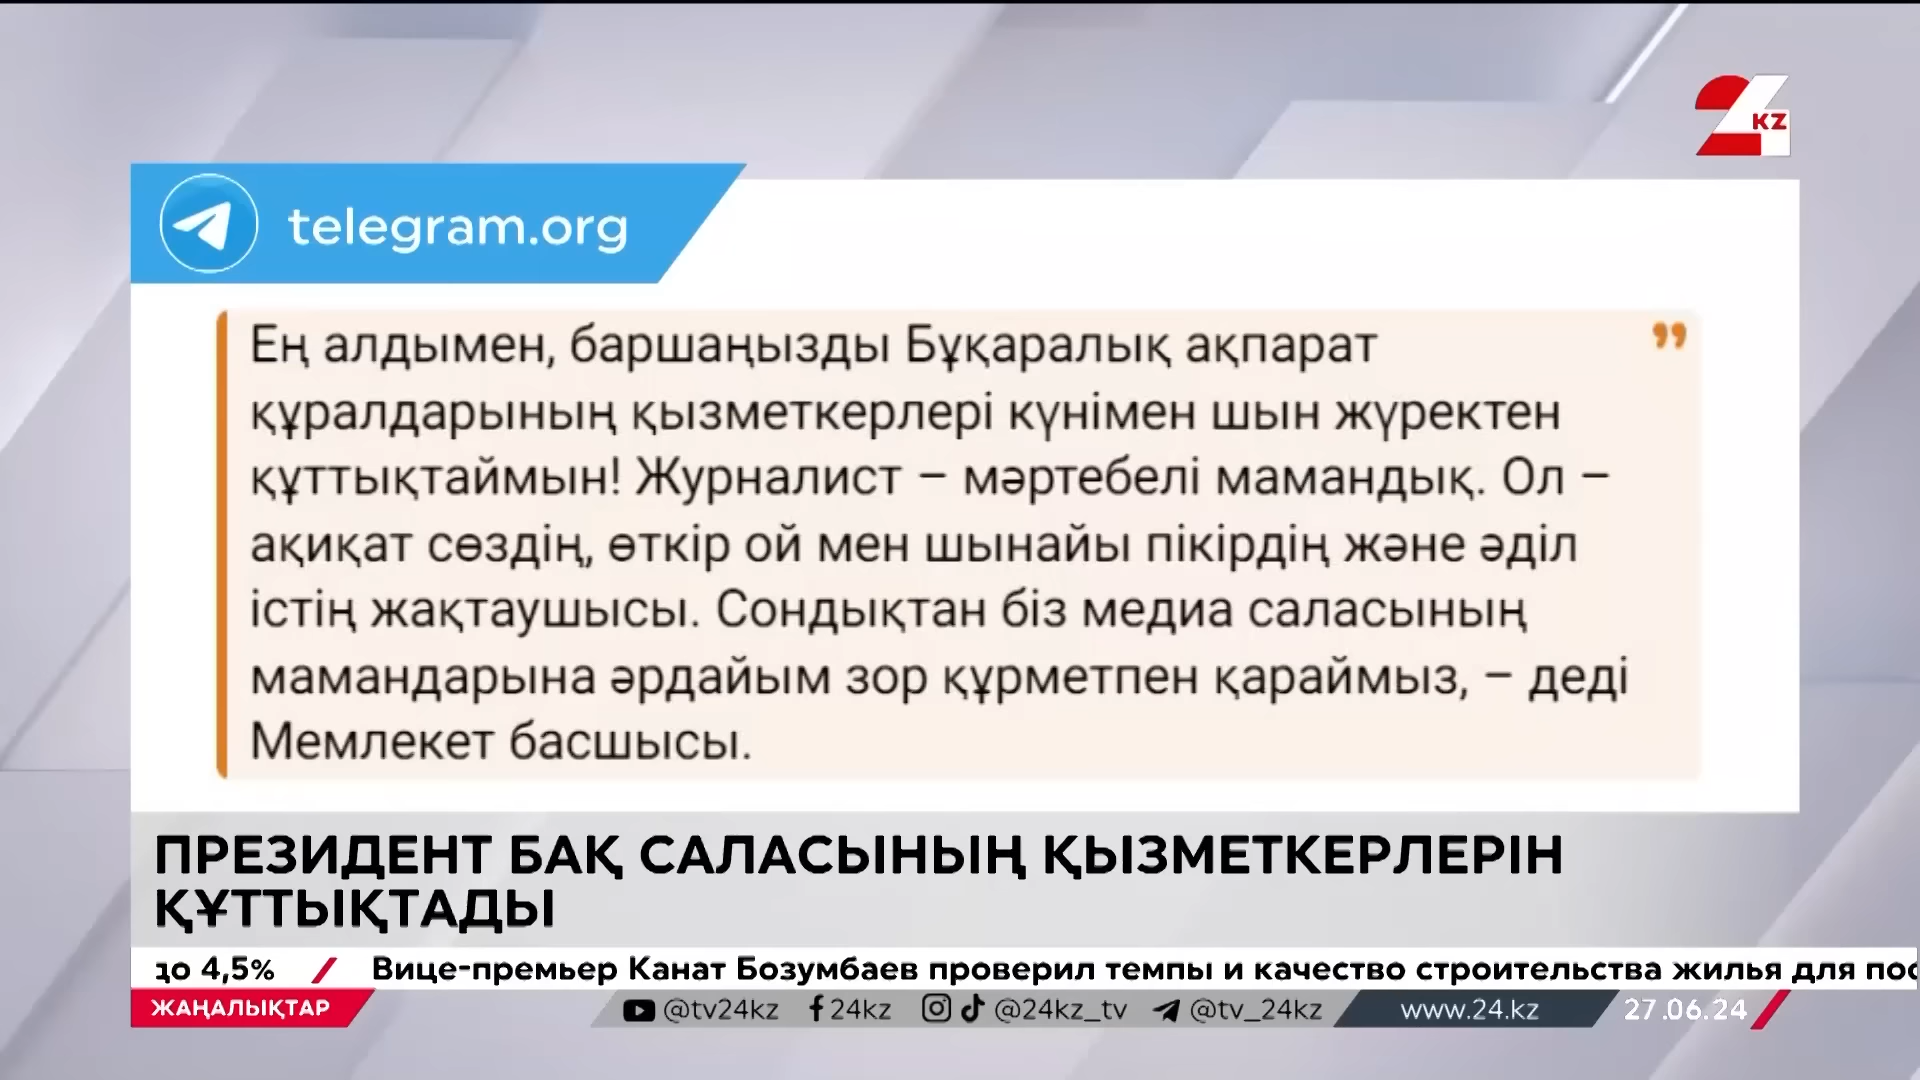 24 KZ
telegram.org
Ең алдымен, баршаңызды Бұқаралық ақпарат
құралдарының қызметкерлері күнімен шын жүректен
құттықтаймын! Журналист – мәртебелі мамандық. Ол –
ақиқат сөздің, өткір ой мен шынайы пікірдің және әділ
істің жақтаушысы. Сондықтан біз медиа саласының
мамандарына әрдайым зор құрметпен қараймыз, – деді
Мемлекет басшысы.
ПРЕЗИДЕНТ БАҚ САЛАСЫНЫҢ ҚЫЗМЕТКЕРЛЕРІН
ҚҰТТЫҚТАДЫ
до 4,5% / Вице-премьер Канат Бозумбаев проверил темпы и качество строительства жилья для пос
ЖАҢАЛЫҚТАР @tv24kz 24kz @24kz_tv @tv_24kz www.24.kz 27.06.24